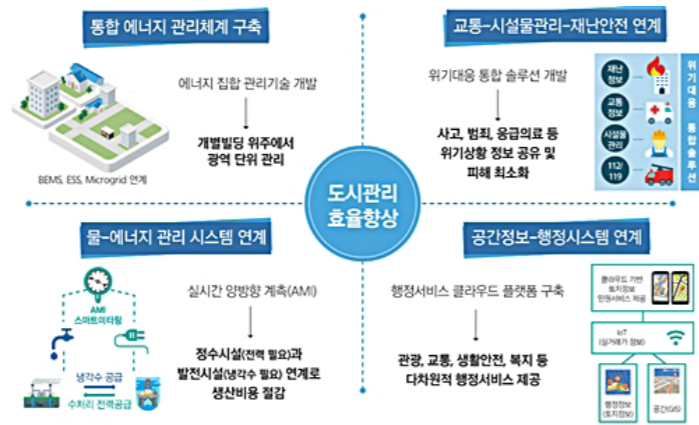 통합 에너지 관리체계 구축
에너지 집합 관리기술 개발
개별빌딩 위주에서
광역 단위 관리
BEMS, ESS, Microgrid 연계
교통-시설물관리-재난안전 연계
위기대응 통합 솔루션 개발
사고, 범죄, 응급의료 등
위기상황 정보 공유 및
피해 최소화
재난
정보
교통
정보
시설물
관리
112/
119
위기대응 통합솔루션
도시관리
효율향상
물-에너지 관리 시스템 연계
AMI
스마트미터링
냉각수 공급
수처리 전력공급
실시간 양방향 계측(AMI)
정수시설(전력 필요)과
발전시설(냉각수 필요) 연계로
생산비용 절감
공간정보-행정시스템 연계
행정서비스 클라우드 플랫폼 구축
관광, 교통, 생활안전, 복지 등
다차원적 행정서비스 제공
클라우드 기반
토지정보
민원서비스 제공
IoT
(실거래가 정보)
행정정보
(토지정보)
공간(GIS)